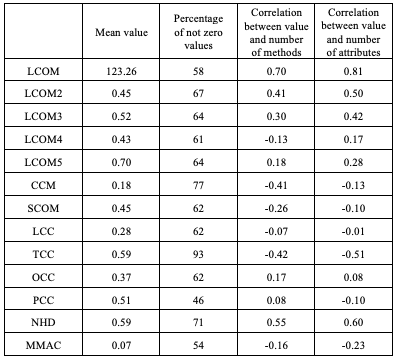 Mean value Percentage of not zero values Correlation between value and number of methods Correlation between value and number of attributes
LCOM 123.26 58 0.70 0.81
LCOM2 0.45 67 0.41 0.50
LCOM3 0.52 64 0.30 0.42
LCOM4 0.43 61 -0.13 0.17
LCOM5 0.70 64 0.18 0.28
CCM 0.18 77 -0.41 -0.13
SCOM 0.45 62 -0.26 -0.10
LCC 0.28 62 -0.07 -0.01
TCC 0.59 93 -0.42 -0.51
OCC 0.37 62 0.17 0.08
PCC 0.51 46 0.08 -0.10
NHD 0.59 71 0.55 0.60
MMAC 0.07 54 -0.16 -0.23